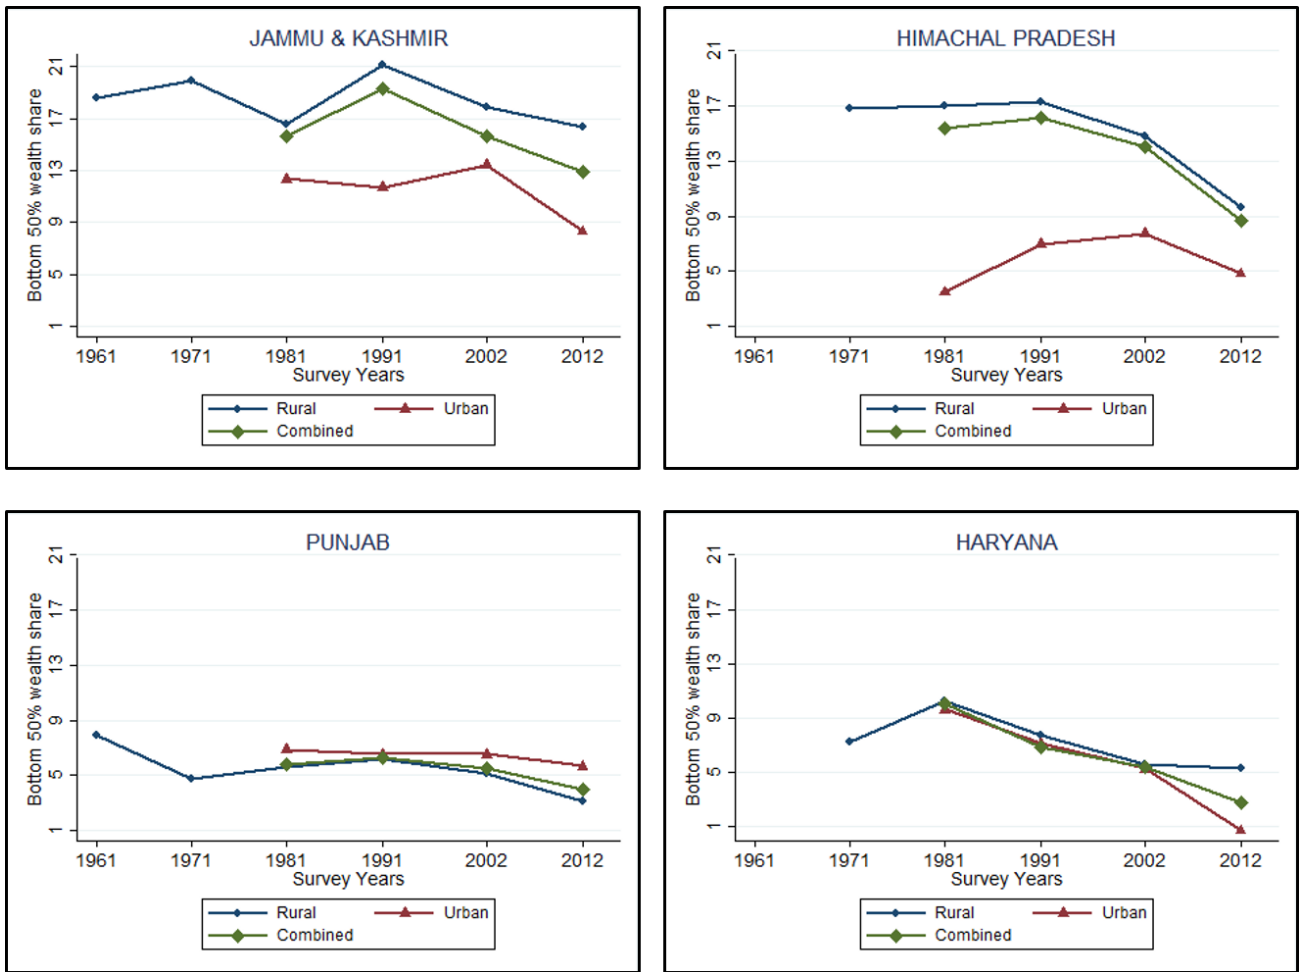 JAMMU & KASHMIR
Bottom 50% wealth share
21
17
13
9
5
1
1961 1971 1981 1991 2002 2012
Survey Years
Rural Urban
Combined
HIMACHAL PRADESH
Bottom 50% wealth share
21
17
13
9
5
1
1961 1971 1981 1991 2002 2012
Survey Years
Rural Urban
Combined
PUNJAB
Bottom 50% wealth share
21
17
13
9
5
1
1961 1971 1981 1991 2002 2012
Survey Years
Rural Urban
Combined
HARYANA
Bottom 50% wealth share
21
17
13
9
5
1
1961 1971 1981 1991 2002 2012
Survey Years
Rural Urban
Combined